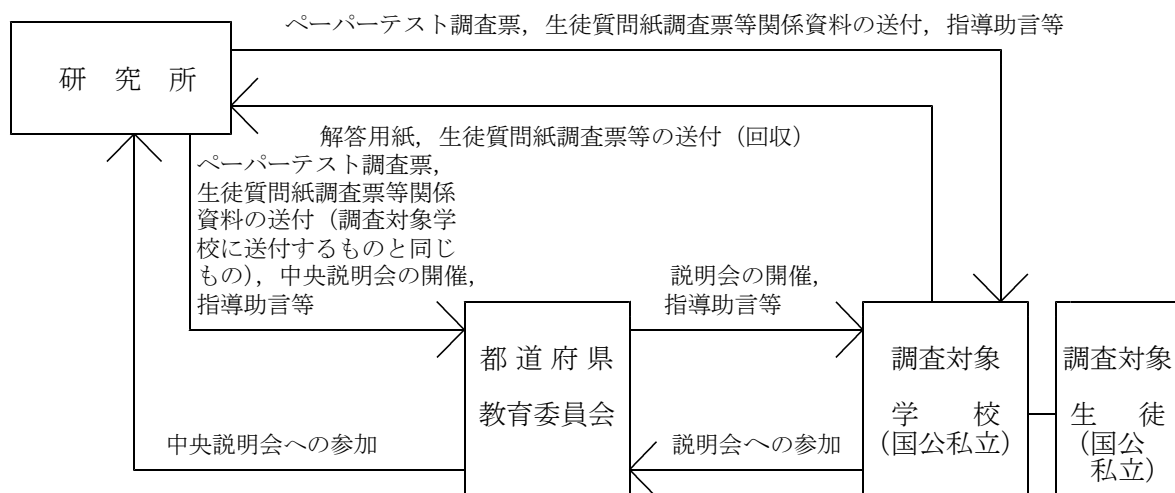 ペーパーテスト調査票，生徒質問紙調査票等関係資料の送付，指導助言等
研　究　所
解答用紙，生徒質問紙調査票等の送付（回収）
ペーパーテスト調査票，
生徒質問紙調査票等関係
資料の送付（調査対象学
校に送付するものと同じ
もの），中央説明会の開催，
指導助言等
説明会の開催，
指導助言等
都 道 府 県
教育委員会
調査対象
学　　校
（国公私立）
調査対象
生　徒
（国公
私立）
中央説明会への参加
説明会への参加